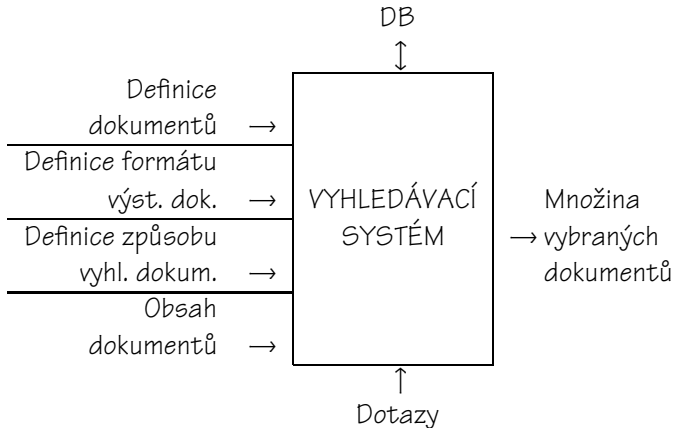 DB
↕
Definice
dokumentů →
Definice formátu
výst. dok. →
Definice způsobu
vyhl. dokum. →
Obsah
dokumentů →
VYHLEDÁVACÍ
SYSTÉM
Množina
→ vybraných
dokumentů
↑
Dotazy